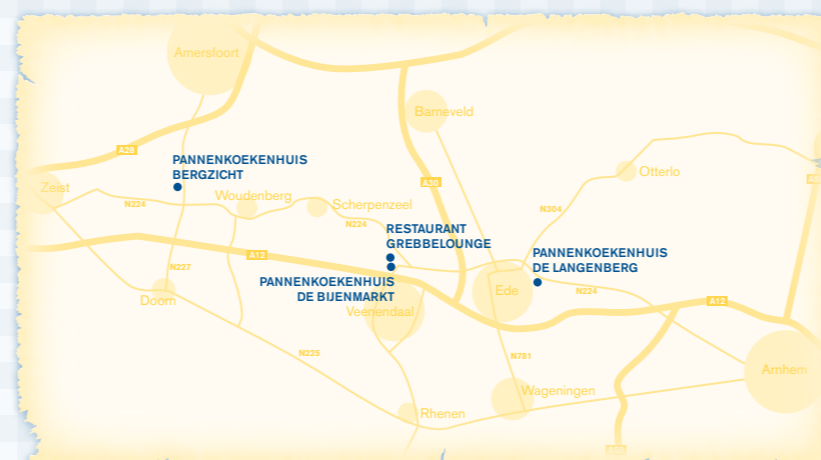 Amersfoort
Barneveld
A28
PANNENKOEKENHUIS
BERGZICHT
Otterlo
A30
Zeist
Woudenberg
Scherpenzeel
N224
N304
N224
RESTAURANT
GREBBELOUNGE
PANNENKOEKENHUIS
DE LANGENBERG
A12
N227
PANNENKOEKENHUIS
DE BIJENMARKT
Ede
N224
Doorn
Veenendaal
A12
N225
N781
Arnhem
Wageningen
Rhenen